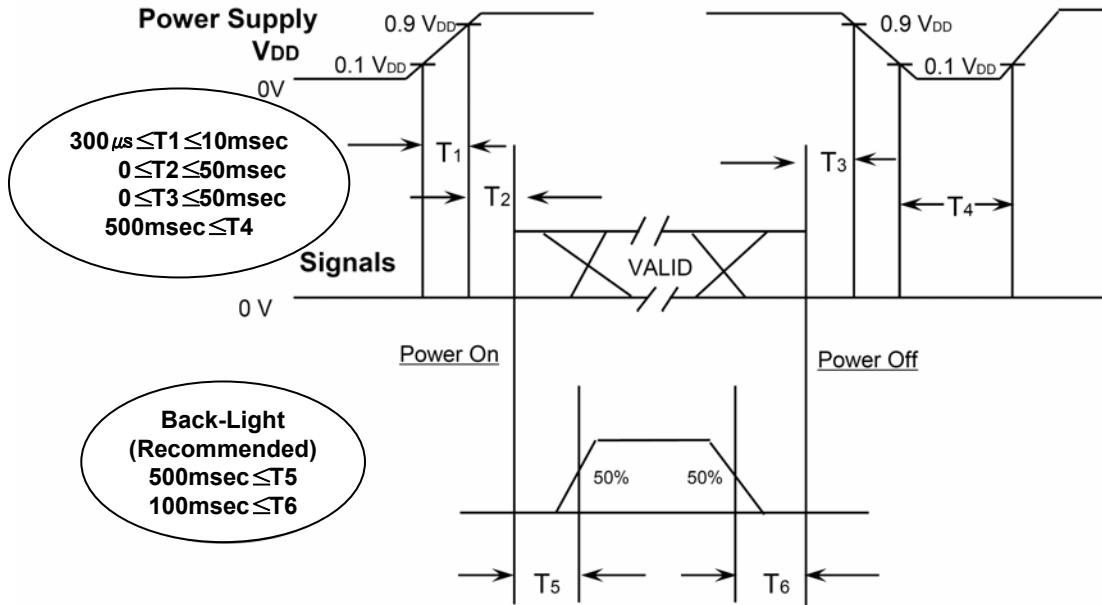 Power Supply
VDD
0.9 VDD
0.1 VDD
0V
0.9 VDD
0.1 VDD
300μs≤T1≤10msec
0≤T2≤50msec
0≤T3≤50msec
500msec≤T4
T1
T2
T3
T4
Signals
VALID
0 V
Power On
Power Off
Back-Light
(Recommended)
500msec≤T5
100msec≤T6
50%
50%
T5
T6